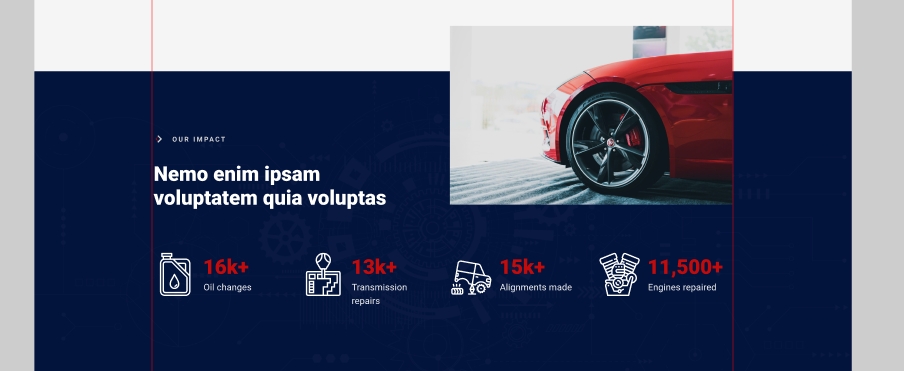 OUR IMPACT
Nemo enim ipsam
voluptatem quia voluptas
16k+
Oil changes
13k+
Transmission
repairs
15k+
Alignments made
11,500+
Engines repaired